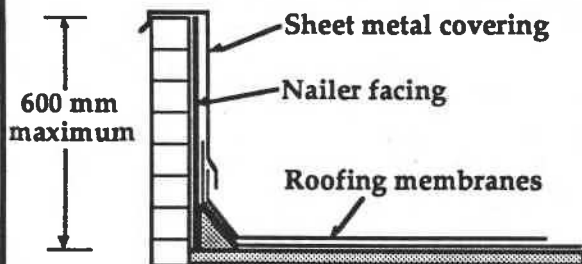 Sheet metal covering
600 mm
maximum
Nailer facing
Roofing membranes